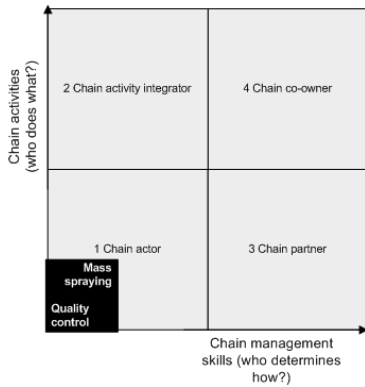 Chain activities
(who does what?)
2 Chain activity integrator
4 Chain co-owner
1 Chain actor
3 Chain partner
Mass
spraying
Quality
control
Chain management
skills (who determines
how?)